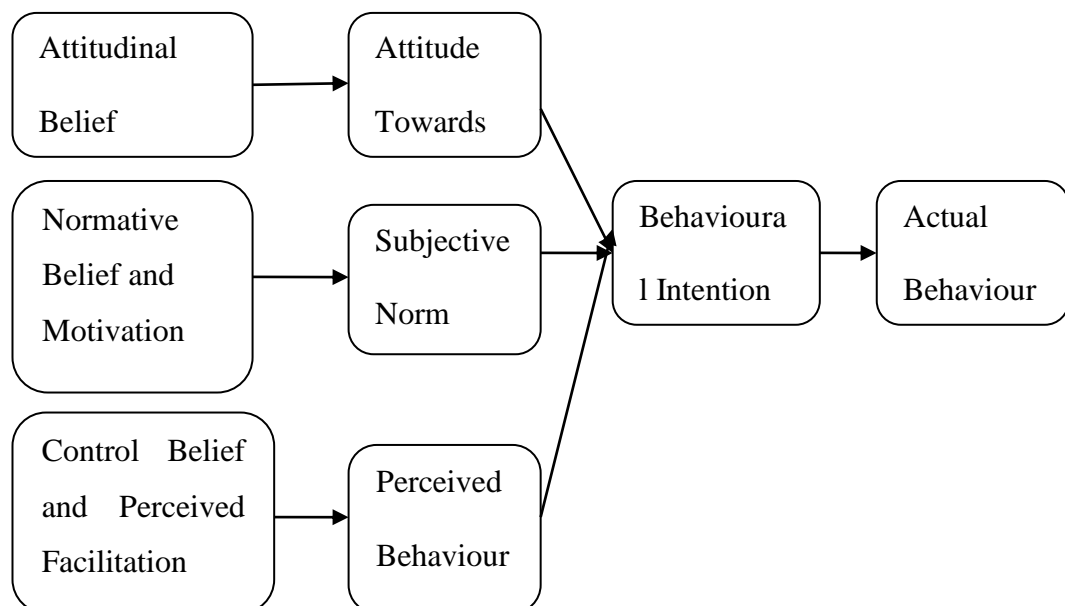 Attitudinal
Belief
Attitude
Towards
Normative
Belief and
Motivation
Subjective
Norm
Behavioura
l Intention
Actual
Behaviour
Control Belief
and Perceived
Facilitation
Perceived
Behaviour